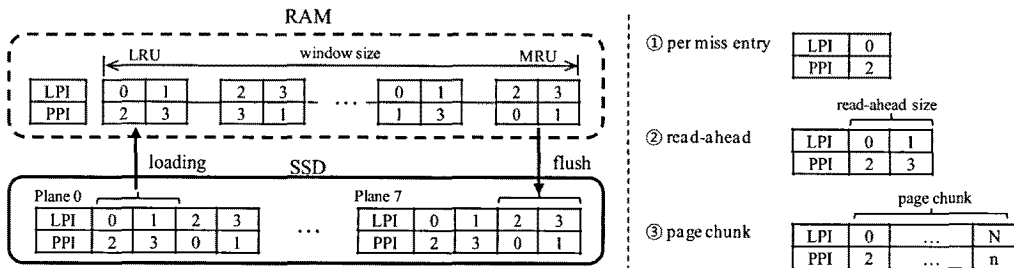 RAM
LRU window size MRU
LPI 0 1 2 3 ... 0 1 2 3
PPI 2 3 3 1 1 3 0 1
loading SSD flush
Plane 0 Plane 7
LPI 0 1 2 3 ... LPI 0 1 2 3
PPI 2 3 0 1 PPI 2 3 0 1
① per miss entry
LPI 0
PPI 2
read-ahead size
② read-ahead
LPI 0 1
PPI 2 3
page chunk
③ page chunk
LPI 0 ... N
PPI 2 ... n